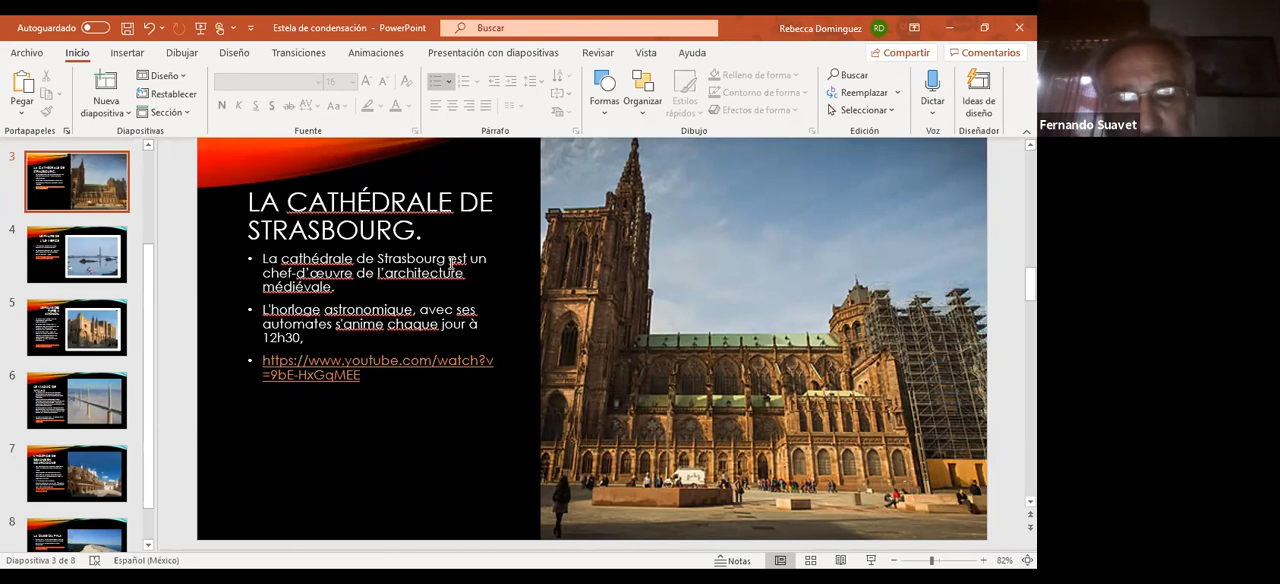 Autoguardado
Estela de condensación - PowerPoint
Buscar
Rebecca Dominguez
RD
Archivo
Inicio
Insertar
Dibujar
Diseño
Transiciones
Animaciones
Presentación con diapositivas
Revisar
Vista
Ayuda
Compartir
Comentarios
Pegar
Nueva
diapositiva
Diseño
Restablecer
Sección
16
N K S S ab AV Aa A
Formas
Organizar
Estilos
rápidos
Relleno de forma
Contorno de forma
Efectos de forma
Buscar
Reemplazar
Seleccionar
Dictar
Ideas de
diseño
Portapapeles
Diapositivas
Fuente
Párrafo
Dibujo
Edición
Voz
Diseñador
Fernando Suavet
3
4
5
6
7
8
LA CATHÉDRALE DE
STRASBOURG.
• La cathédrale de Strasbourg est un
chef-d'œuvre de l'architecture
médiévale.
• L'horloge astronomique, avec ses
automates s'anime chaque jour à
12h30,
• https://www.youtube.com/watch?v
=9bE-HxGqMEE
Diapositiva 3 de 8
Español (México)
Notas
82%